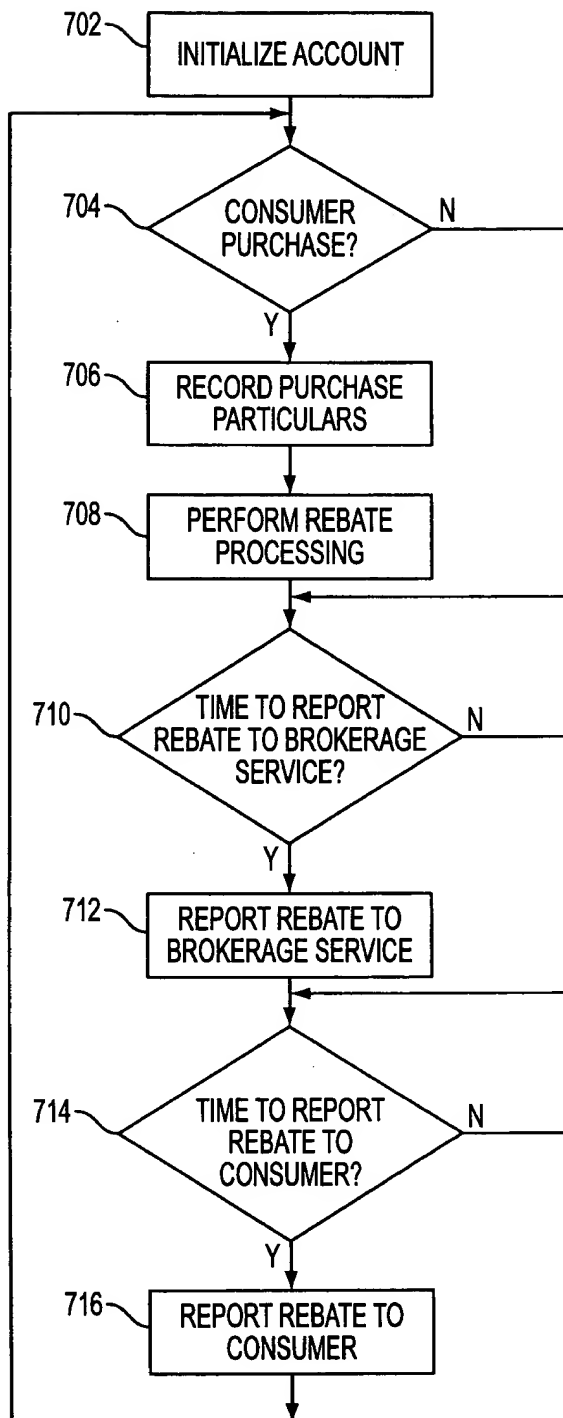 702
INITIALIZE ACCOUNT
704
CONSUMER
PURCHASE?
N
Y
706
RECORD PURCHASE
PARTICULARS
708
PERFORM REBATE
PROCESSING
710
TIME TO REPORT
REBATE TO BROKERAGE
SERVICE?
N
Y
712
REPORT REBATE TO
BROKERAGE SERVICE
714
TIME TO REPORT
REBATE TO
CONSUMER?
N
Y
716
REPORT REBATE TO
CONSUMER